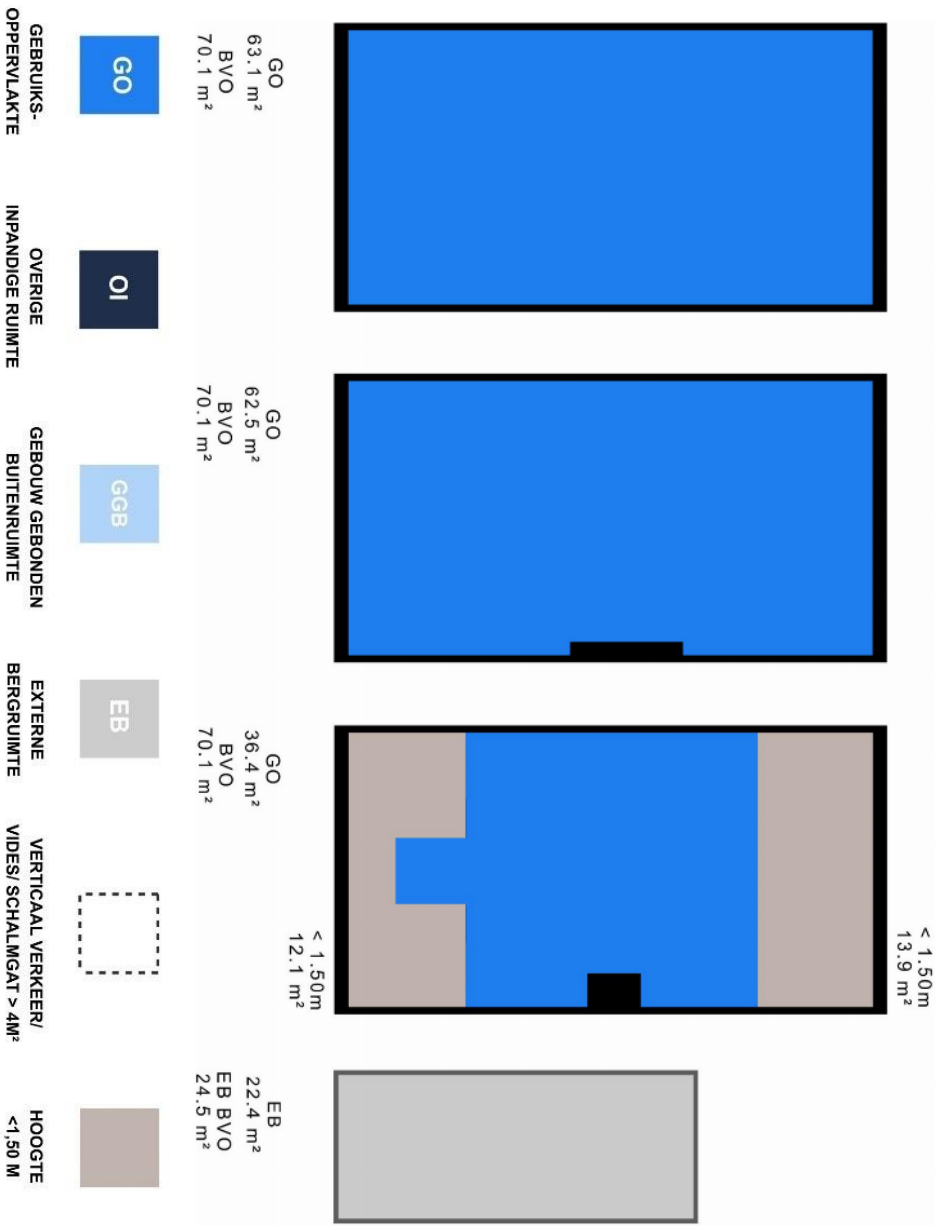 < 1.50m
13.9 m²
< 1.50m
12.1 m²
GO
63.1 m²
BVO
70.1 m²
GO
62.5 m²
BVO
70.1 m²
GO
36.4 m²
BVO
70.1 m²
EB
22.4 m²
EB BVO
24.5 m²
GO
GEBRUIKS-
OPPERVLAKTE
OI
OVERIGE
INPANDIGE RUIMTE
GGB
GEBOUW GEBONDEN
BUITENRUIMTE
EB
EXTERNE
BERGRUIMTE
VERTICAAL VERKEER/
VIDES/ SCHALMGAT > 4M²
HOOGTE
<1,50 M